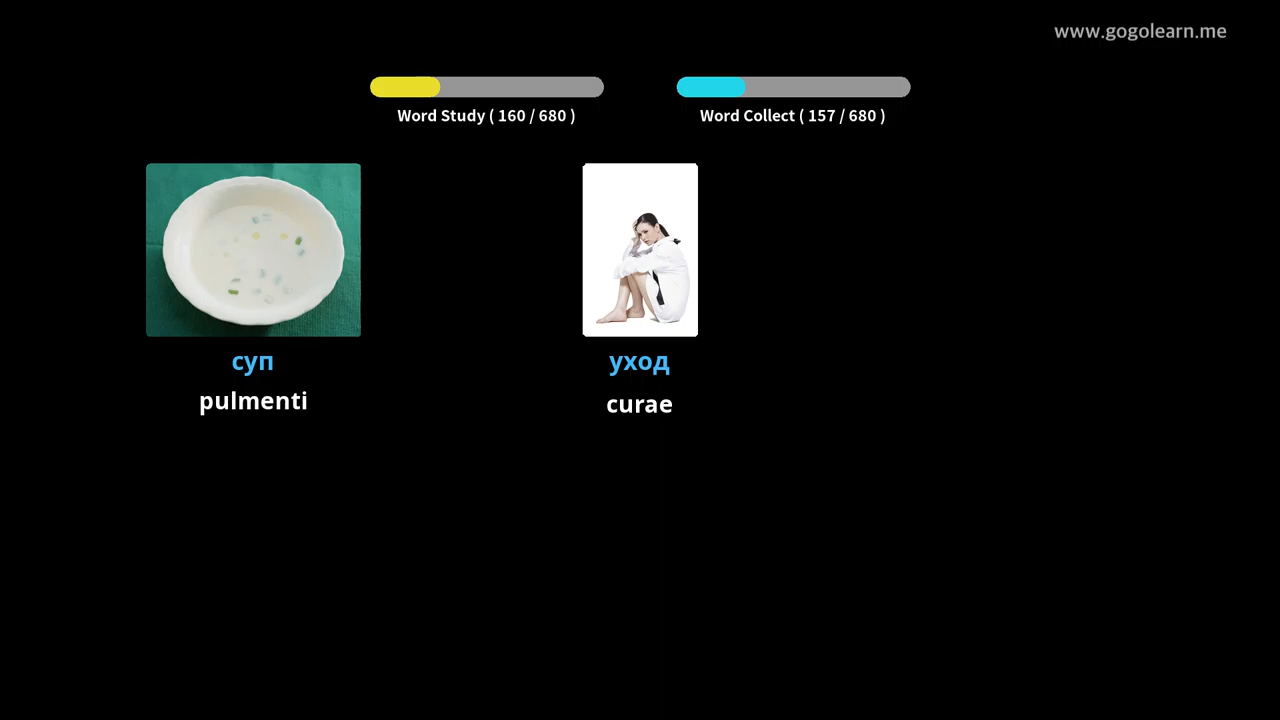 www.gogolearn.me
Word Study ( 160 / 680 )
Word Collect ( 157 / 680 )
суп
уход
pulmenti
curae